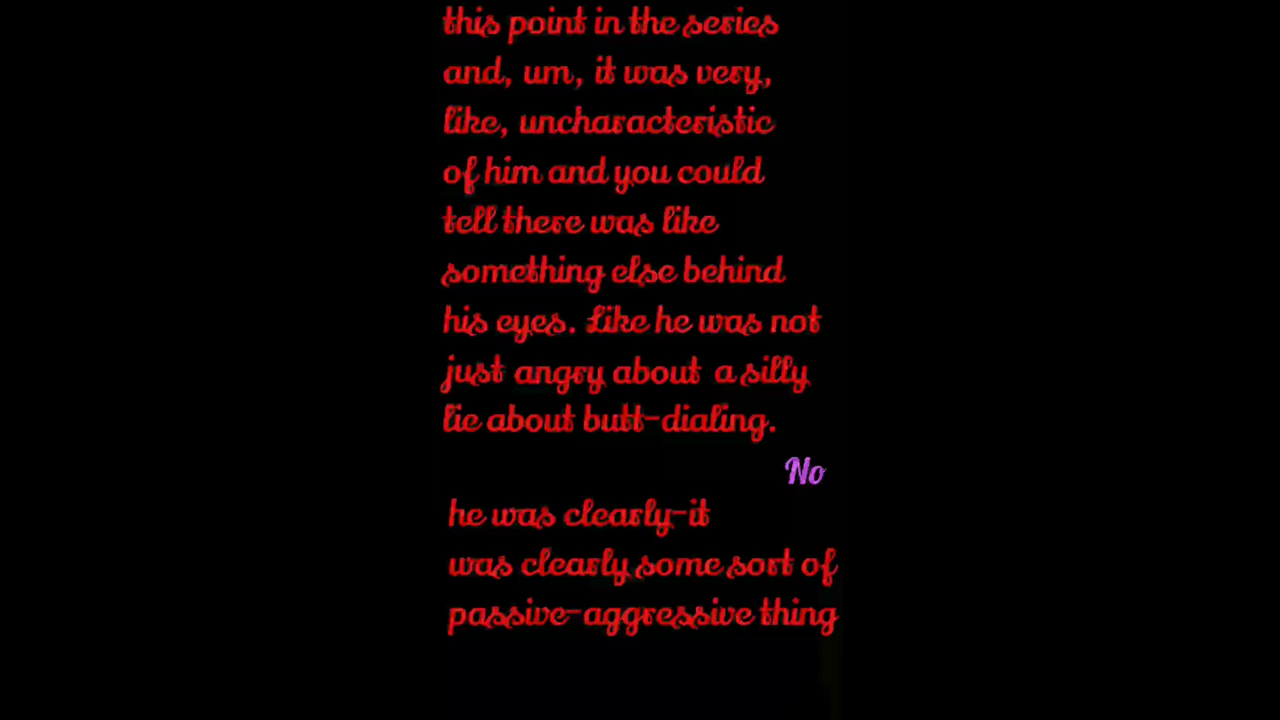 this point in the series
and, um, it was very,
like, uncharacteristic
of him and you could
tell there was like
something else behind
his eyes. Like he was not
just angry about a silly
lie about butt-dialing.
No
he was clearly-it
was clearly some sort of
passive-aggressive thing